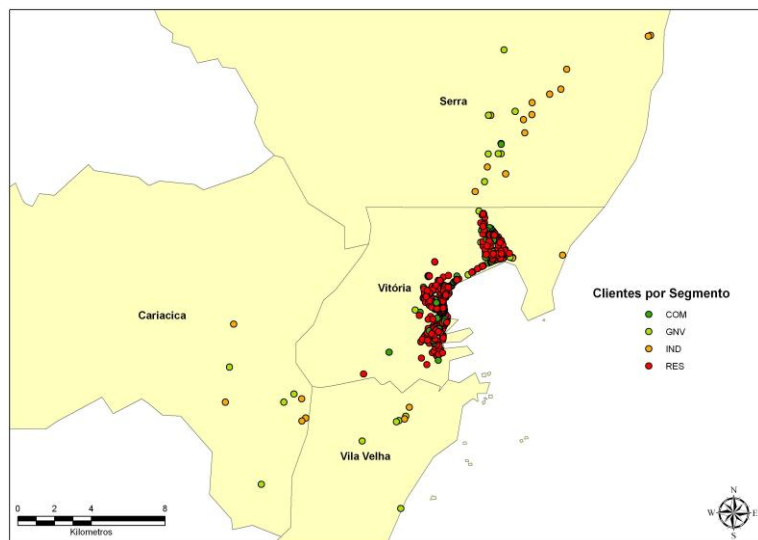 Serra
Vitória
Cariacica
Vila Velha
Clientes por Segmento
COM
GNV
IND
RES
0 2 4 8
Kilometros
N
W E
S